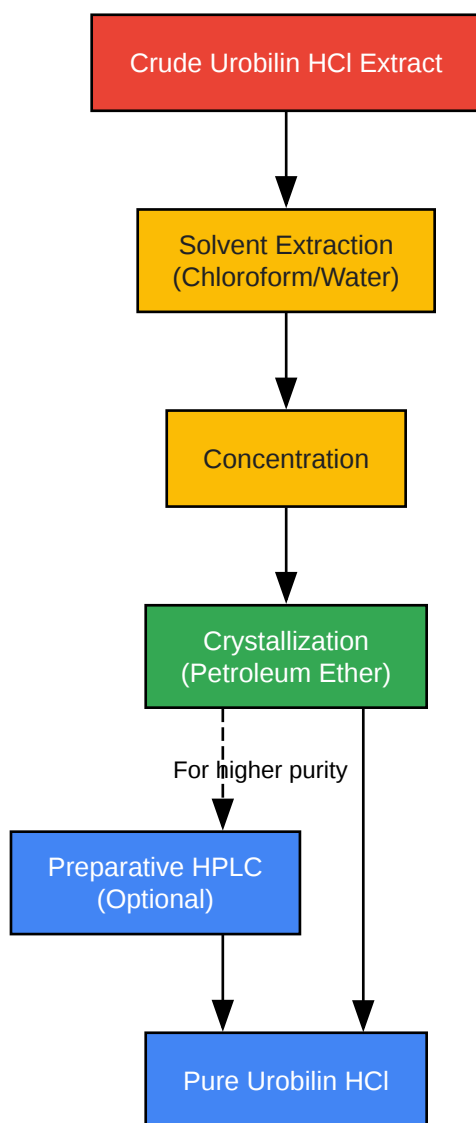 Crude Urobilin HCl Extract
Solvent Extraction
(Chloroform/Water)
Concentration
Crystallization
(Petroleum Ether)
For higher purity
Preparative HPLC
(Optional)
Pure Urobilin HCl